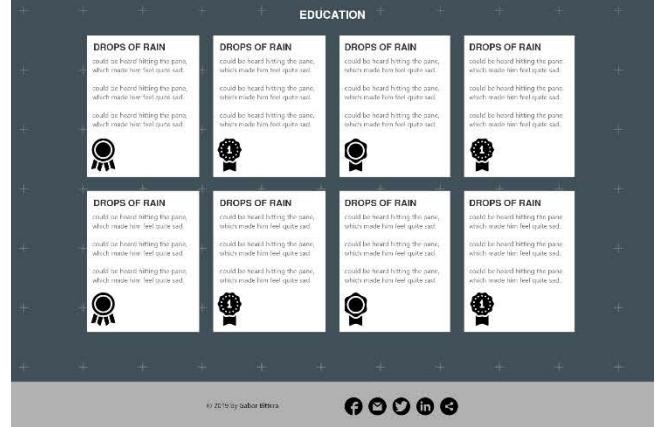 EDUCATION
DROPS OF RAIN DROPS OF RAIN DROPS OF RAIN DROPS OF RAIN
could be heard hitting the pane, could be heard hitting the pane, could be heard hitting the pane, could be heard hitting the pane,
which made him feel quite sad. which made him feel quite sad. which made him feel quite sad. which made him feel quite sad.
could be heard hitting the pane, could be heard hitting the pane, could be heard hitting the pane, could be heard hitting the pane,
which made him feel quite sad. which made him feel quite sad. which made him feel quite sad. which made him feel quite sad.
could be heard hitting the pane, could be heard hitting the pane, could be heard hitting the pane, could be heard hitting the pane,
which made him feel quite sad. which made him feel quite sad. which made him feel quite sad. which made him feel quite sad.
1 1
DROPS OF RAIN DROPS OF RAIN DROPS OF RAIN DROPS OF RAIN
could be heard hitting the pane, could be heard hitting the pane, could be heard hitting the pane, could be heard hitting the pane,
which made him feel quite sad. which made him feel quite sad. which made him feel quite sad. which made him feel quite sad.
could be heard hitting the pane, could be heard hitting the pane, could be heard hitting the pane, could be heard hitting the pane,
which made him feel quite sad. which made him feel quite sad. which made him feel quite sad. which made him feel quite sad.
could be heard hitting the pane, could be heard hitting the pane, could be heard hitting the pane, could be heard hitting the pane,
which made him feel quite sad. which made him feel quite sad. which made him feel quite sad. which made him feel quite sad.
1 1
© 2019 by Gabor